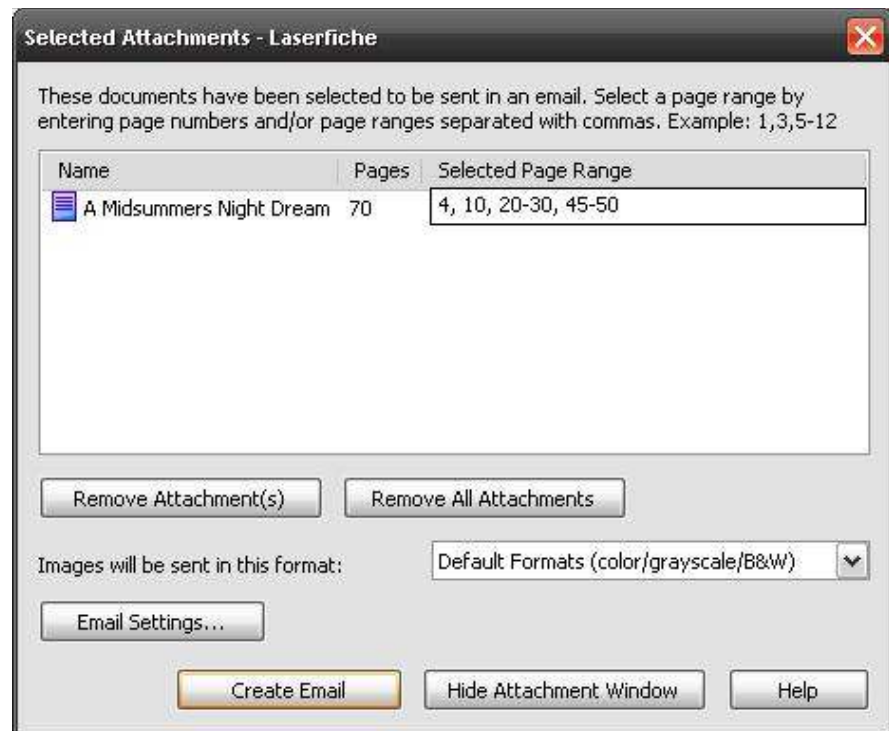 Selected Attachments - Laserfiche
These documents have been selected to be sent in an email. Select a page range by
entering page numbers and/or page ranges separated with commas. Example: 1,3,5-12
Name Pages Selected Page Range
A Midsummers Night Dream 70 4, 10, 20-30, 45-50
Remove Attachment(s) Remove All Attachments
Images will be sent in this format: Default Formats (color/grayscale/B&W)
Email Settings...
Create Email Hide Attachment Window Help